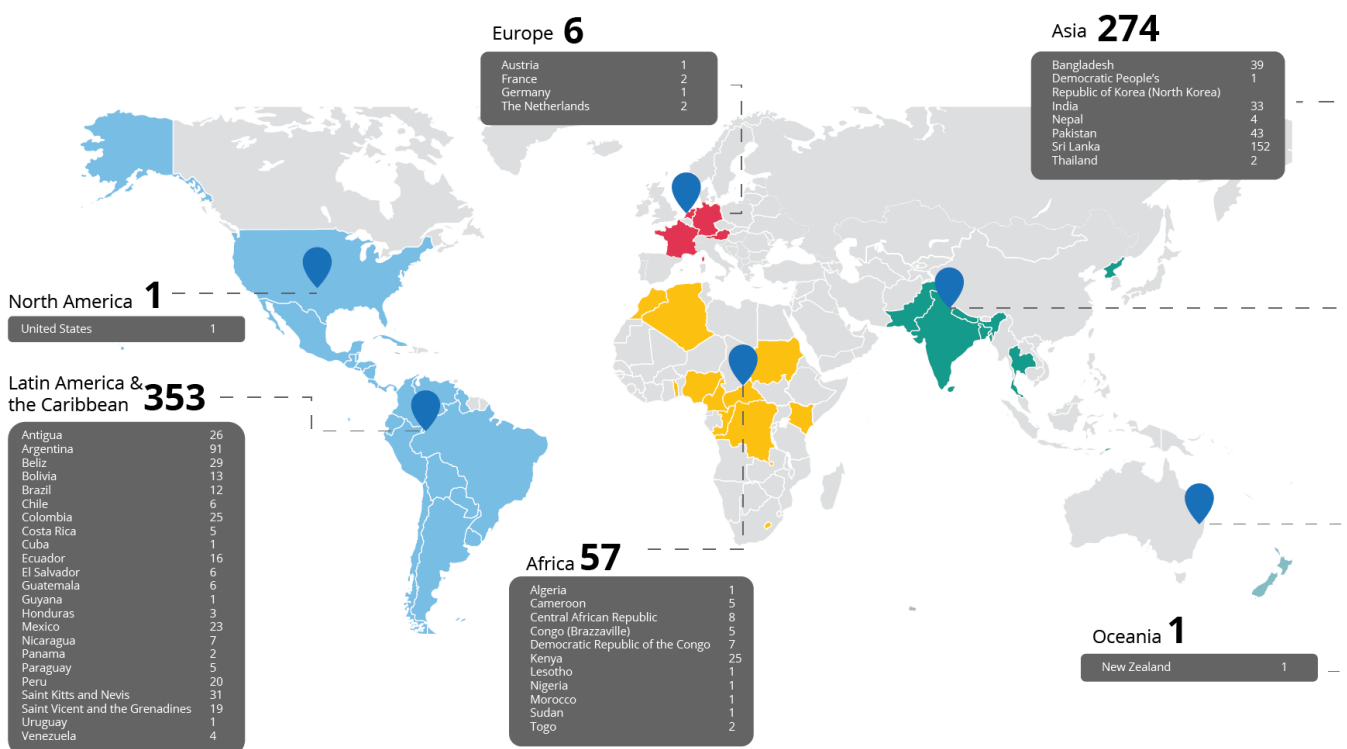 Europe 6
Austria 1
France 2
Germany 1
The Netherlands 2
Asia 274
Bangladesh 39
Democratic People's 1
Republic of Korea (North Korea)
India 33
Nepal 4
Pakistan 43
Sri Lanka 152
Thailand 2
North America 1
United States 1
Latin America &
the Caribbean 353
Antigua 26
Argentina 91
Beliz 29
Bolivia 13
Brazil 12
Chile 6
Colombia 25
Costa Rica 5
Cuba 1
Ecuador 16
El Salvador 6
Guatemala 6
Guyana 1
Honduras 3
Mexico 23
Nicaragua 7
Panama 2
Paraguay 5
Peru 20
Saint Kitts and Nevis 31
Saint Vicent and the Grenadines 19
Uruguay 1
Venezuela 4
Africa 57
Algeria 1
Cameroon 5
Central African Republic 8
Congo (Brazzaville) 5
Democratic Republic of the Congo 7
Kenya 25
Lesotho 1
Nigeria 1
Morocco 1
Sudan 1
Togo 2
Oceania 1
New Zealand 1